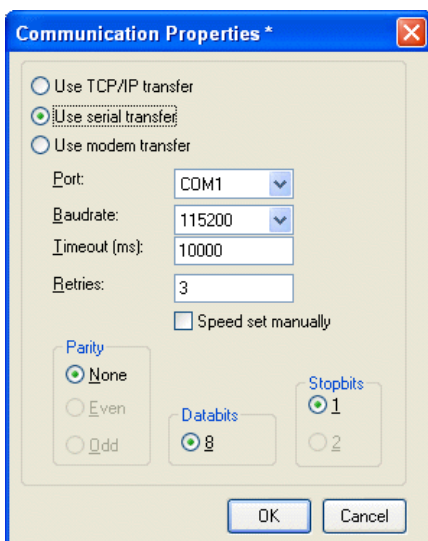 Communication Properties *
Use TCP/IP transfer
Use serial transfer
Use modem transfer
Port: COM1
Baudrate: 115200
Timeout (ms): 10000
Retries: 3
Speed set manually
Parity
None
Even
Odd
Databits
8
Stopbits
1
2
OK Cancel